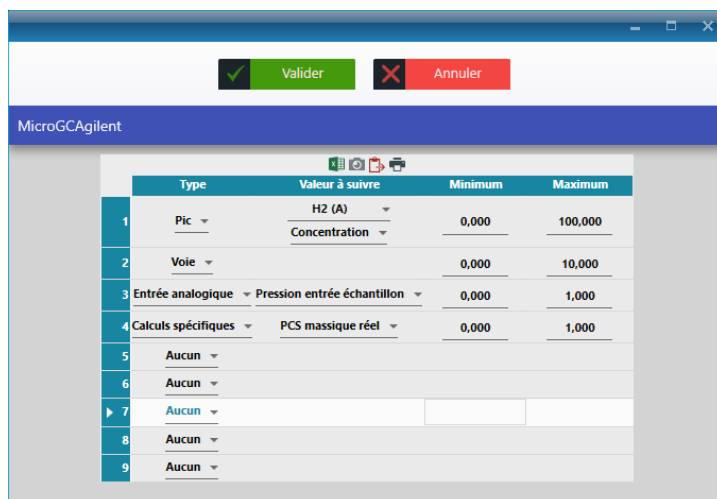 Valider Annuler
MicroGCAgilent
Type Valeur à suivre Minimum Maximum
1 Pic H2 (A) 0,000 100,000
Concentration
2 Voie 0,000 10,000
3 Entrée analogique Pression entrée échantillon 0,000 1,000
4 Calculs spécifiques PCS massique réel 0,000 1,000
5 Aucun
6 Aucun
7 Aucun
8 Aucun
9 Aucun